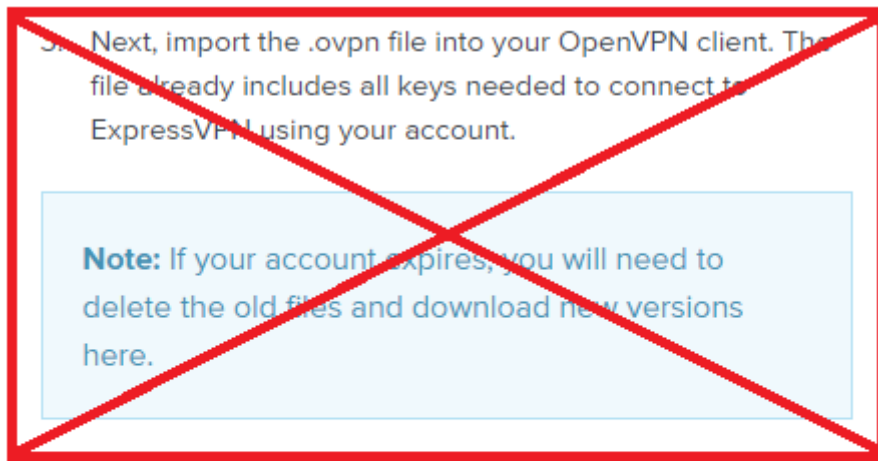 Next, import the .ovpn file into your OpenVPN client. The
file already includes all keys needed to connect to
ExpressVPN using your account.
Note: If your account expires, you will need to
delete the old files and download new versions
here.